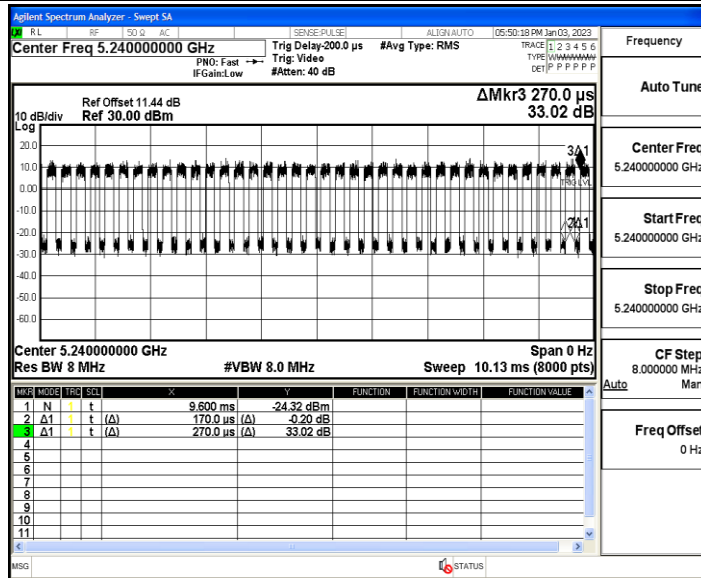 Agilent Spectrum Analyzer - Swept SA
RL RF 50 Ω AC SENSE:PULSE ALIGN AUTO 05:50:18 PM Jan 03, 2023
Center Freq 5.240000000 GHz
PNO: Fast
IFGain:Low
Trig Delay-200.0 µs
Trig: Video
#Atten: 40 dB
#Avg Type: RMS
TRACE 1 2 3 4 5 6
TYPE WWWWWW
DET P P P P P P
Ref Offset 11.44 dB
10 dB/div Ref 30.00 dBm
Log
ΔMkr3 270.0 µs
33.02 dB
20.0
10.0
0.00
-10.0
-20.0
-30.0
-40.0
-50.0
-60.0
3Δ1
TRIG LVL
2Δ1
Center 5.240000000 GHz Span 0 Hz
Res BW 8 MHz #VBW 8.0 MHz Sweep 10.13 ms (8000 pts)
MKR MODE TRC SCL X Y FUNCTION FUNCTION WIDTH FUNCTION VALUE
1 N 1 t 9.600 ms -24.32 dBm
2 Δ1 1 t (Δ) 170.0 µs (Δ) -0.20 dB
3 Δ1 1 t (Δ) 270.0 µs (Δ) 33.02 dB
4
5
6
7
8
9
10
11
MSG STATUS
Frequency
Auto Tune
Center Freq
5.240000000 GHz
Start Freq
5.240000000 GHz
Stop Freq
5.240000000 GHz
CF Step
8.000000 MHz
Auto Man
Freq Offset
0 Hz